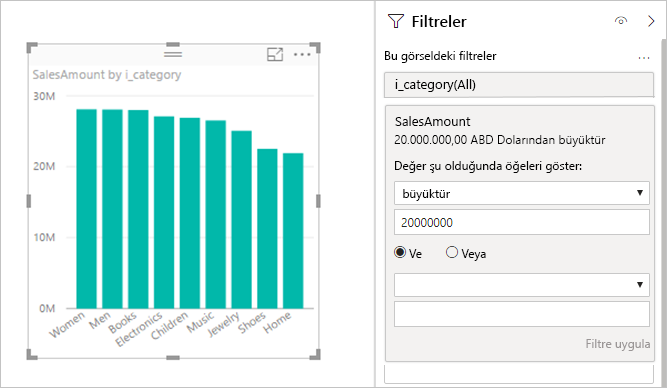 SalesAmount by i_category
30M
20M
10M
0M
Women
Men
Books
Electronics
Children
Music
Jewelry
Shoes
Home
Filtreler
Bu görseldeki filtreler
i_category(All)
SalesAmount
20.000.000,00 ABD Dolarından büyüktür
Değer şu olduğunda öğeleri göster:
büyüktür
20000000
Ve Veya
Filtre uygula